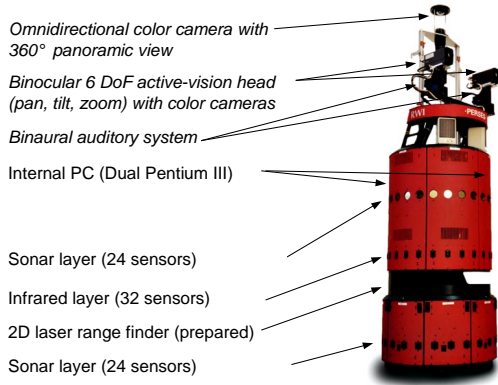 Omnidirectional color camera with
360° panoramic view
Binocular 6 DoF active-vision head
(pan, tilt, zoom) with color cameras
Binaural auditory system
RWI
PERSES
Internal PC (Dual Pentium III)
Sonar layer (24 sensors)
Infrared layer (32 sensors)
2D laser range finder (prepared)
Sonar layer (24 sensors)